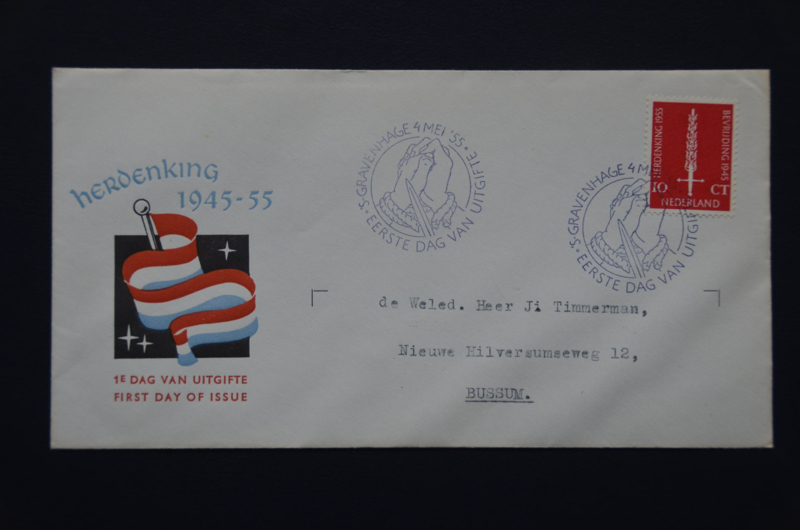 herdenking
1945-55
1E DAG VAN UITGIFTE
FIRST DAY OF ISSUE
'S GRAVENHAGE 4 MEI '55
• EERSTE DAG VAN UITGIFTE •
'S GRAVENHAGE 4 M
• EERSTE DAG VAN UITGIF
HERDENKING 1955
BEVRIJDING 1945
10 CT
NEDERLAND
de Weled. Heer Ji Timmerman,
Nieuwe Hilversumseweg 12,
BUSSUM.